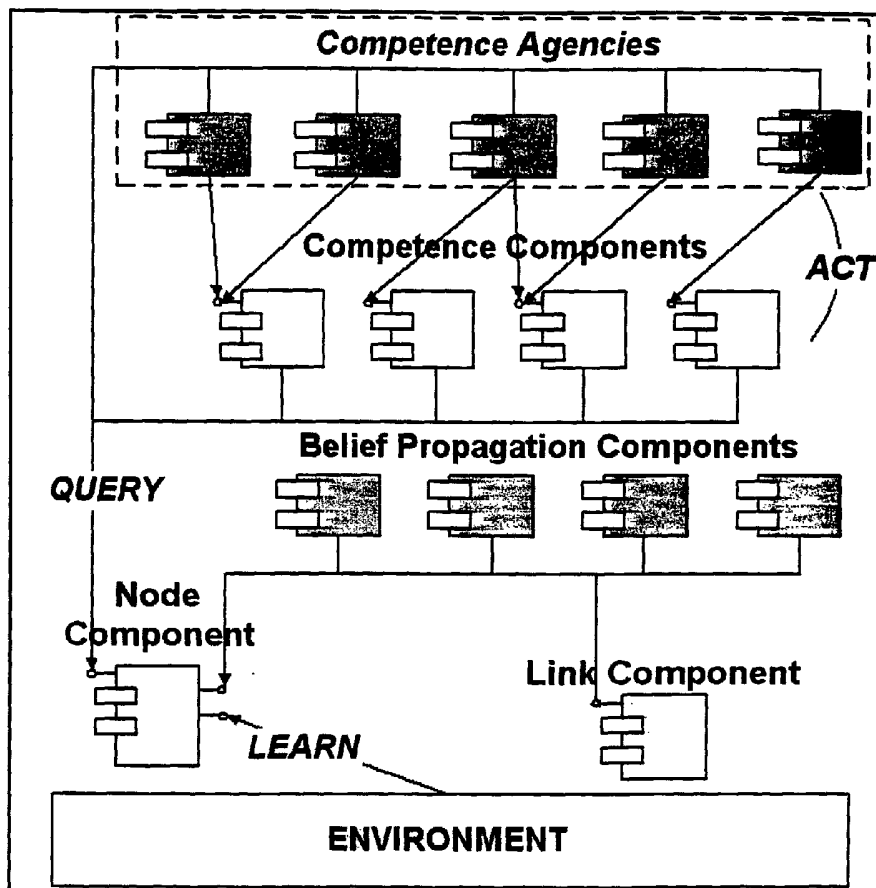 Competence Agencies
Competence Components
ACT
Belief Propagation Components
QUERY
Node
Component
Link Component
LEARN
ENVIRONMENT